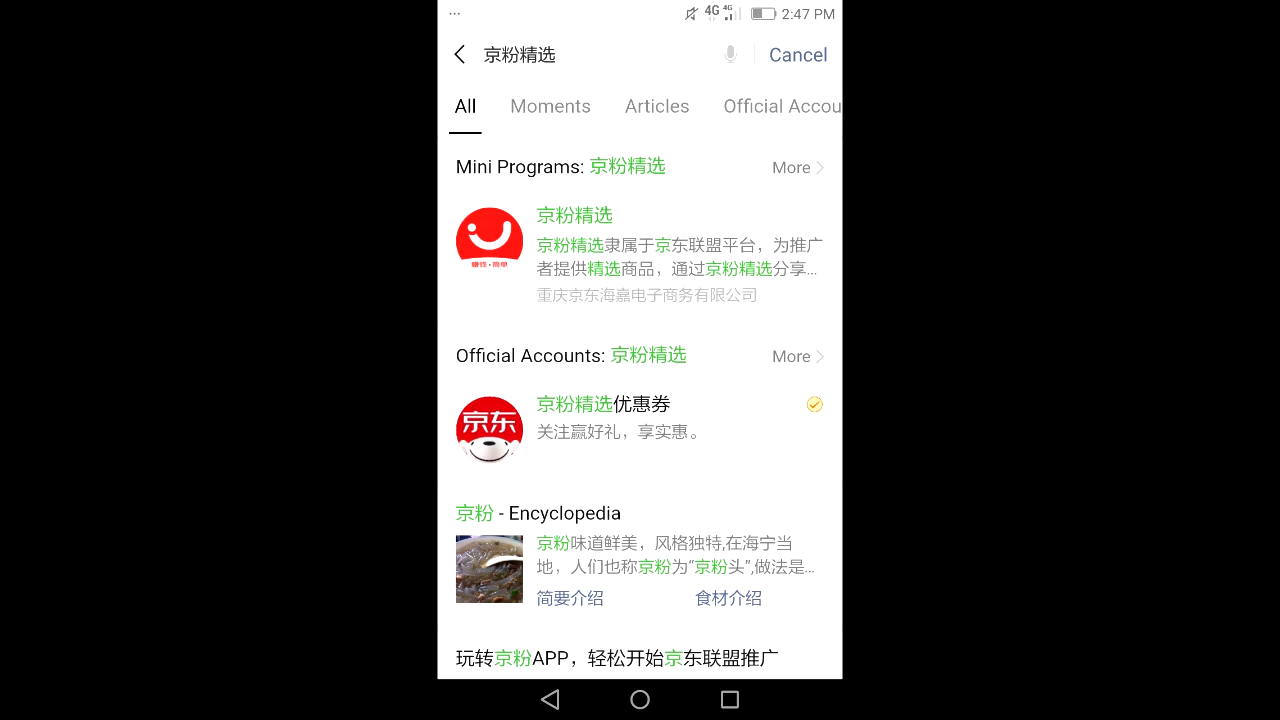 4G 4G 2:47 PM
京粉精选 Cancel
All Moments Articles Official Accou
Mini Programs: 京粉精选 More
京粉精选
京粉精选隶属于京东联盟平台，为推广
者提供精选商品，通过京粉精选分享...
赚钱·简单
重庆京东海嘉电子商务有限公司
Official Accounts: 京粉精选 More
京东
京粉精选优惠券
关注赢好礼，享实惠。
京粉 - Encyclopedia
京粉味道鲜美，风格独特,在海宁当
地，人们也称京粉为“京粉头”,做法是...
简要介绍 食材介绍
玩转京粉APP，轻松开始京东联盟推广